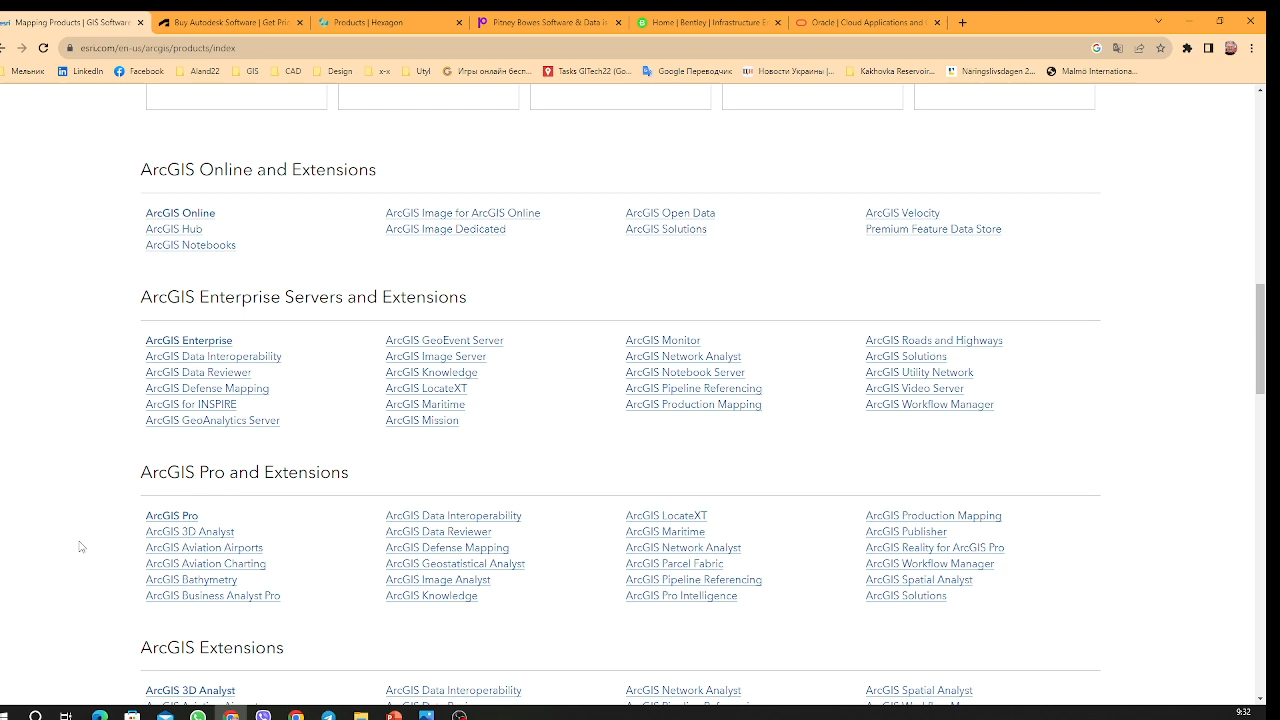 esri Mapping Products | GIS Software
Buy Autodesk Software | Get Pric
Products | Hexagon
Pitney Bowes Software & Data is
Home | Bentley | Infrastructure E
Oracle | Cloud Applications and
esri.com/en-us/arcgis/products/index
Мельник
LinkedIn
Facebook
Aland22
GIS
CAD
Design
x-x
Utyl
Игры онлайн бесп...
Tasks GITech22 (Go...
Google Переводчик
Новости Украины |...
Kakhovka Reservoir...
Näringslivsdagen 2...
Malmö Internationa...
ArcGIS Online and Extensions
ArcGIS Online
ArcGIS Image for ArcGIS Online
ArcGIS Open Data
ArcGIS Velocity
ArcGIS Hub
ArcGIS Image Dedicated
ArcGIS Solutions
Premium Feature Data Store
ArcGIS Notebooks
ArcGIS Enterprise Servers and Extensions
ArcGIS Enterprise
ArcGIS GeoEvent Server
ArcGIS Monitor
ArcGIS Roads and Highways
ArcGIS Data Interoperability
ArcGIS Image Server
ArcGIS Network Analyst
ArcGIS Solutions
ArcGIS Data Reviewer
ArcGIS Knowledge
ArcGIS Notebook Server
ArcGIS Utility Network
ArcGIS Defense Mapping
ArcGIS LocateXT
ArcGIS Pipeline Referencing
ArcGIS Video Server
ArcGIS for INSPIRE
ArcGIS Maritime
ArcGIS Production Mapping
ArcGIS Workflow Manager
ArcGIS GeoAnalytics Server
ArcGIS Mission
ArcGIS Pro and Extensions
ArcGIS Pro
ArcGIS Data Interoperability
ArcGIS LocateXT
ArcGIS Production Mapping
ArcGIS 3D Analyst
ArcGIS Data Reviewer
ArcGIS Maritime
ArcGIS Publisher
ArcGIS Aviation Airports
ArcGIS Defense Mapping
ArcGIS Network Analyst
ArcGIS Reality for ArcGIS Pro
ArcGIS Aviation Charting
ArcGIS Geostatistical Analyst
ArcGIS Parcel Fabric
ArcGIS Workflow Manager
ArcGIS Bathymetry
ArcGIS Image Analyst
ArcGIS Pipeline Referencing
ArcGIS Spatial Analyst
ArcGIS Business Analyst Pro
ArcGIS Knowledge
ArcGIS Pro Intelligence
ArcGIS Solutions
ArcGIS Extensions
ArcGIS 3D Analyst
ArcGIS Data Interoperability
ArcGIS Network Analyst
ArcGIS Spatial Analyst
9:32